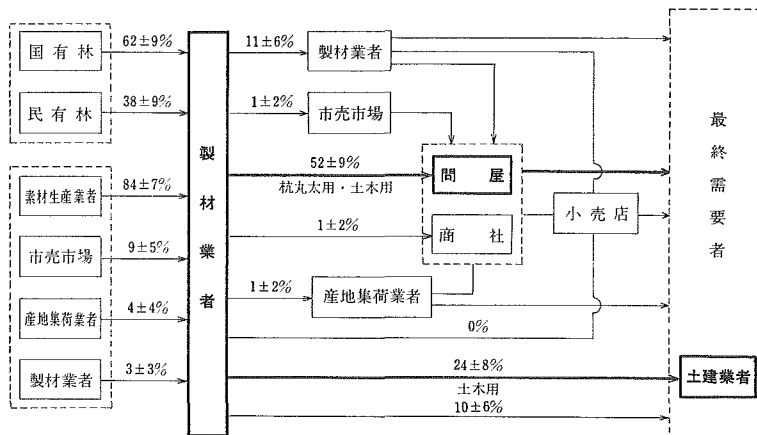 国有林
62±9%
民有林
38±9%
素材生産業者
84±7%
市売市場
9±5%
産地集荷業者
4±4%
製材業者
3±3%
製材業者
11±6%
製材業者
1±2%
市売市場
52±9%
杭丸太用・土木用
問屋
1±2%
商社
小売店
1±2%
産地集荷業者
0%
24±8%
土木用
土建業者
10±6%
最終需要者